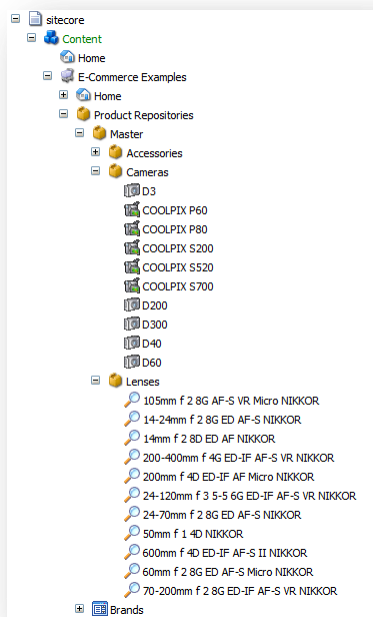 sitecore
Content
Home
E-Commerce Examples
Home
Product Repositories
Master
Accessories
Cameras
D3
COOLPIX P60
COOLPIX P80
COOLPIX S200
COOLPIX S520
COOLPIX S700
D200
D300
D40
D60
Lenses
105mm f 2 8G AF-S VR Micro NIKKOR
14-24mm f 2 8G ED AF-S NIKKOR
14mm f 2 8D ED AF NIKKOR
200-400mm f 4G ED-IF AF-S VR NIKKOR
200mm f 4D ED-IF AF Micro NIKKOR
24-120mm f 3 5-5 6G ED-IF AF-S VR NIKKOR
24-70mm f 2 8G ED AF-S NIKKOR
50mm f 1 4D NIKKOR
600mm f 4D ED-IF AF-S II NIKKOR
60mm f 2 8G ED AF-S Micro NIKKOR
70-200mm f 2 8G ED-IF AF-S VR NIKKOR
Brands